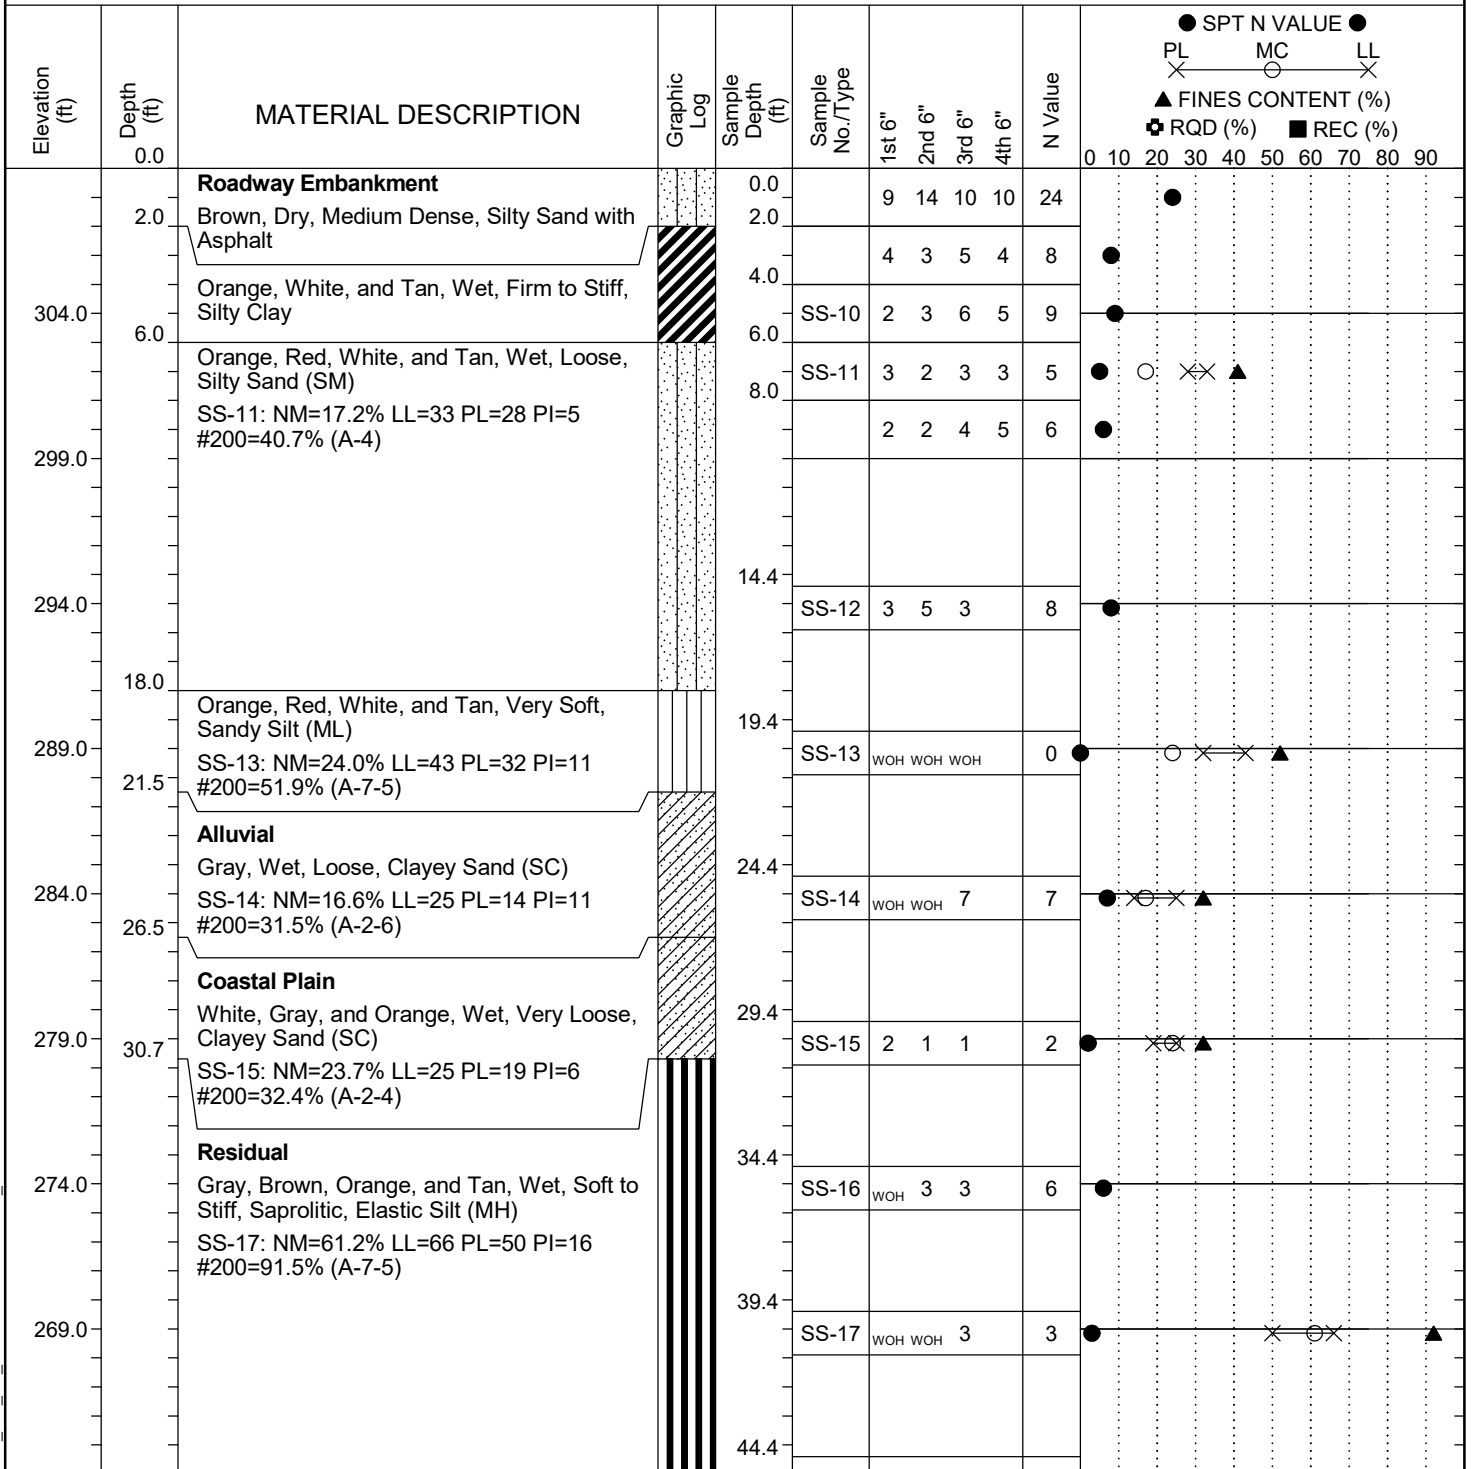 Elevation (ft)
Depth (ft)
0.0
MATERIAL DESCRIPTION
Graphic Log
Sample Depth (ft)
Sample No./Type
1st 6"
2nd 6"
3rd 6"
4th 6"
N Value
● SPT N VALUE ●
PL MC LL
▲ FINES CONTENT (%)
RQD (%) ■ REC (%)
0 10 20 30 40 50 60 70 80 90
Roadway Embankment
0.0
9 14 10 10 24
2.0
Brown, Dry, Medium Dense, Silty Sand with
Asphalt
2.0
4 3 5 4 8
4.0
Orange, White, and Tan, Wet, Firm to Stiff,
Silty Clay
304.0
SS-10 2 3 6 5 9
6.0
6.0
Orange, Red, White, and Tan, Wet, Loose,
Silty Sand (SM)
SS-11 3 2 3 3 5
8.0
SS-11: NM=17.2% LL=33 PL=28 PI=5
#200=40.7% (A-4)
2 2 4 5 6
299.0
14.4
294.0
SS-12 3 5 3 8
18.0
Orange, Red, White, and Tan, Very Soft,
Sandy Silt (ML)
19.4
289.0
SS-13 WOH WOH WOH 0
SS-13: NM=24.0% LL=43 PL=32 PI=11
#200=51.9% (A-7-5)
21.5
Alluvial
Gray, Wet, Loose, Clayey Sand (SC)
24.4
284.0
SS-14: NM=16.6% LL=25 PL=14 PI=11
#200=31.5% (A-2-6)
SS-14 WOH WOH 7 7
26.5
Coastal Plain
White, Gray, and Orange, Wet, Very Loose,
Clayey Sand (SC)
29.4
279.0
SS-15 2 1 1 2
30.7
SS-15: NM=23.7% LL=25 PL=19 PI=6
#200=32.4% (A-2-4)
Residual
34.4
274.0
Gray, Brown, Orange, and Tan, Wet, Soft to
Stiff, Saprolitic, Elastic Silt (MH)
SS-16 WOH 3 3 6
SS-17: NM=61.2% LL=66 PL=50 PI=16
#200=91.5% (A-7-5)
39.4
269.0
SS-17 WOH WOH 3 3
44.4